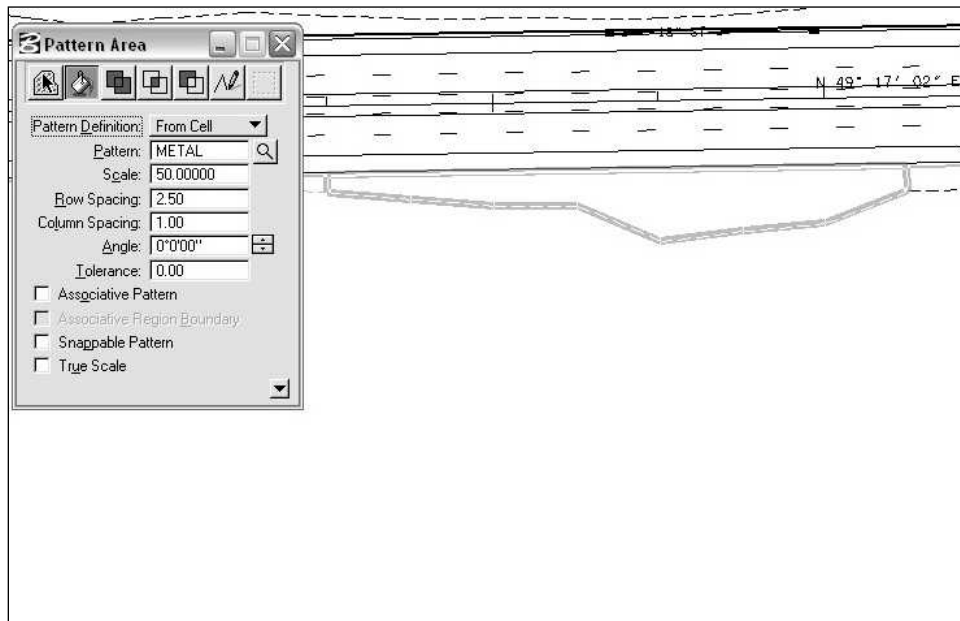 Pattern Area
Pattern Definition: From Cell
Pattern: METAL
Scale: 50.00000
Row Spacing: 2.50
Column Spacing: 1.00
Angle: 0°0'00"
Tolerance: 0.00
Associative Pattern
Associative Region Boundary
Snappable Pattern
True Scale
N 49° 17' 02" E